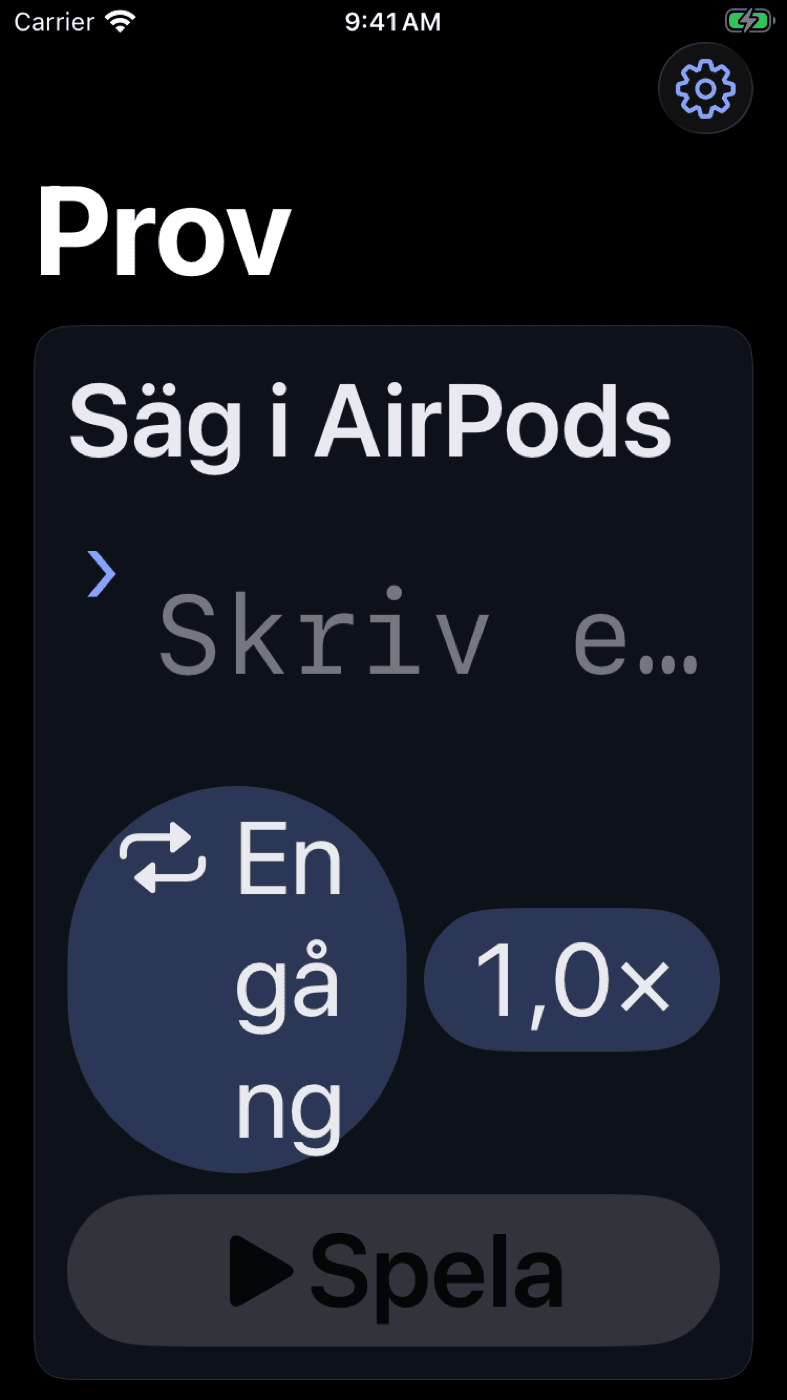 Carrier 9:41 AM
Prov
Säg i AirPods
› Skriv e…
En
gå
ng
1,0×
Spela